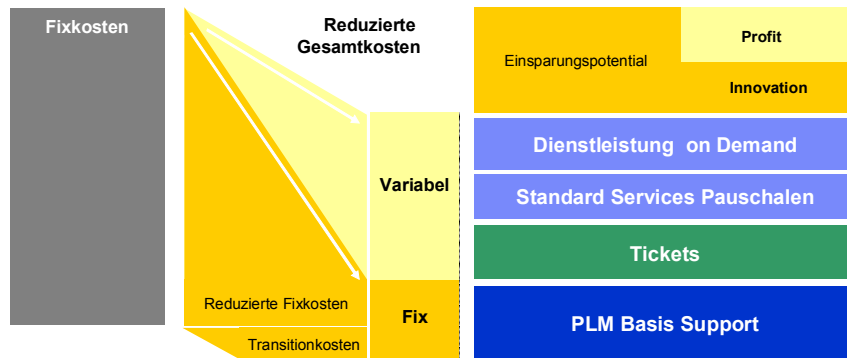 Fixkosten
Reduzierte
Gesamtkosten
Variabel
Reduzierte Fixkosten
Fix
Transitionkosten
Einsparungspotential
Profit
Innovation
Dienstleistung on Demand
Standard Services Pauschalen
Tickets
PLM Basis Support